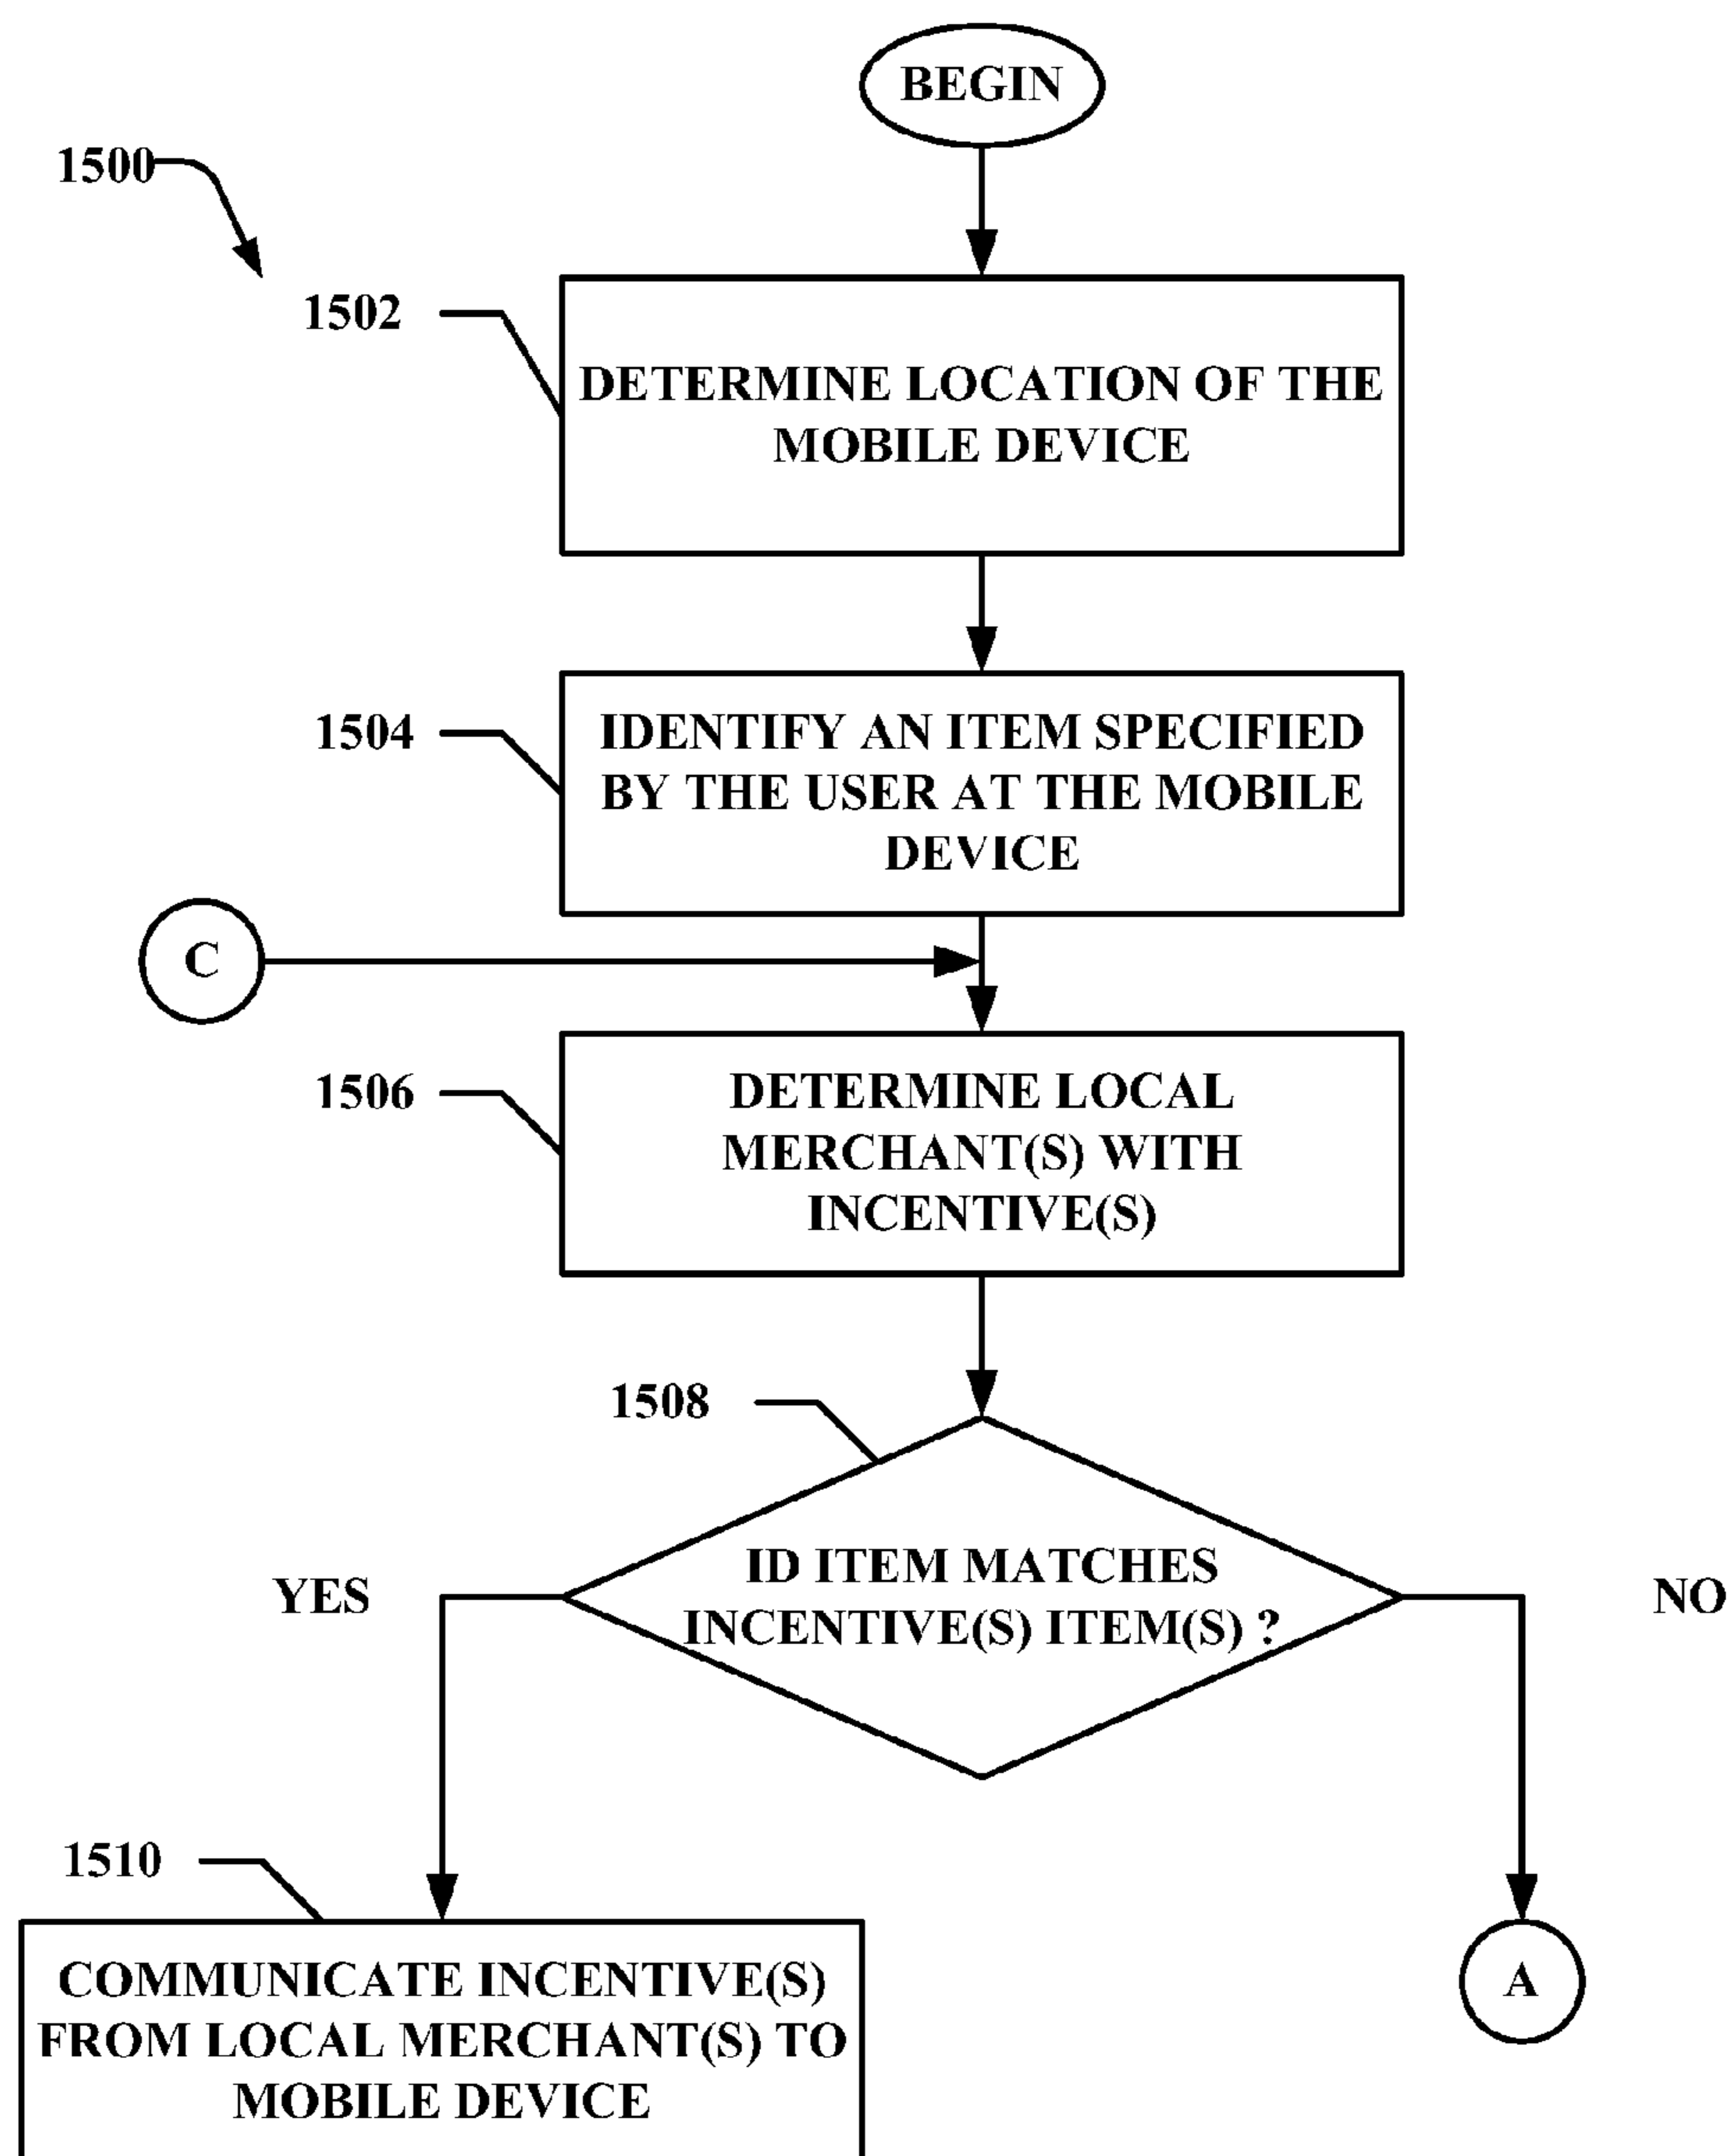 BEGIN
1500
1502
DETERMINE LOCATION OF THE
MOBILE DEVICE
1504
IDENTIFY AN ITEM SPECIFIED
BY THE USER AT THE MOBILE
DEVICE
C
1506
DETERMINE LOCAL
MERCHANT(S) WITH
INCENTIVE(S)
1508
ID ITEM MATCHES
INCENTIVE(S) ITEM(S) ?
YES
NO
1510
COMMUNICATE INCENTIVE(S)
FROM LOCAL MERCHANT(S) TO
MOBILE DEVICE
A